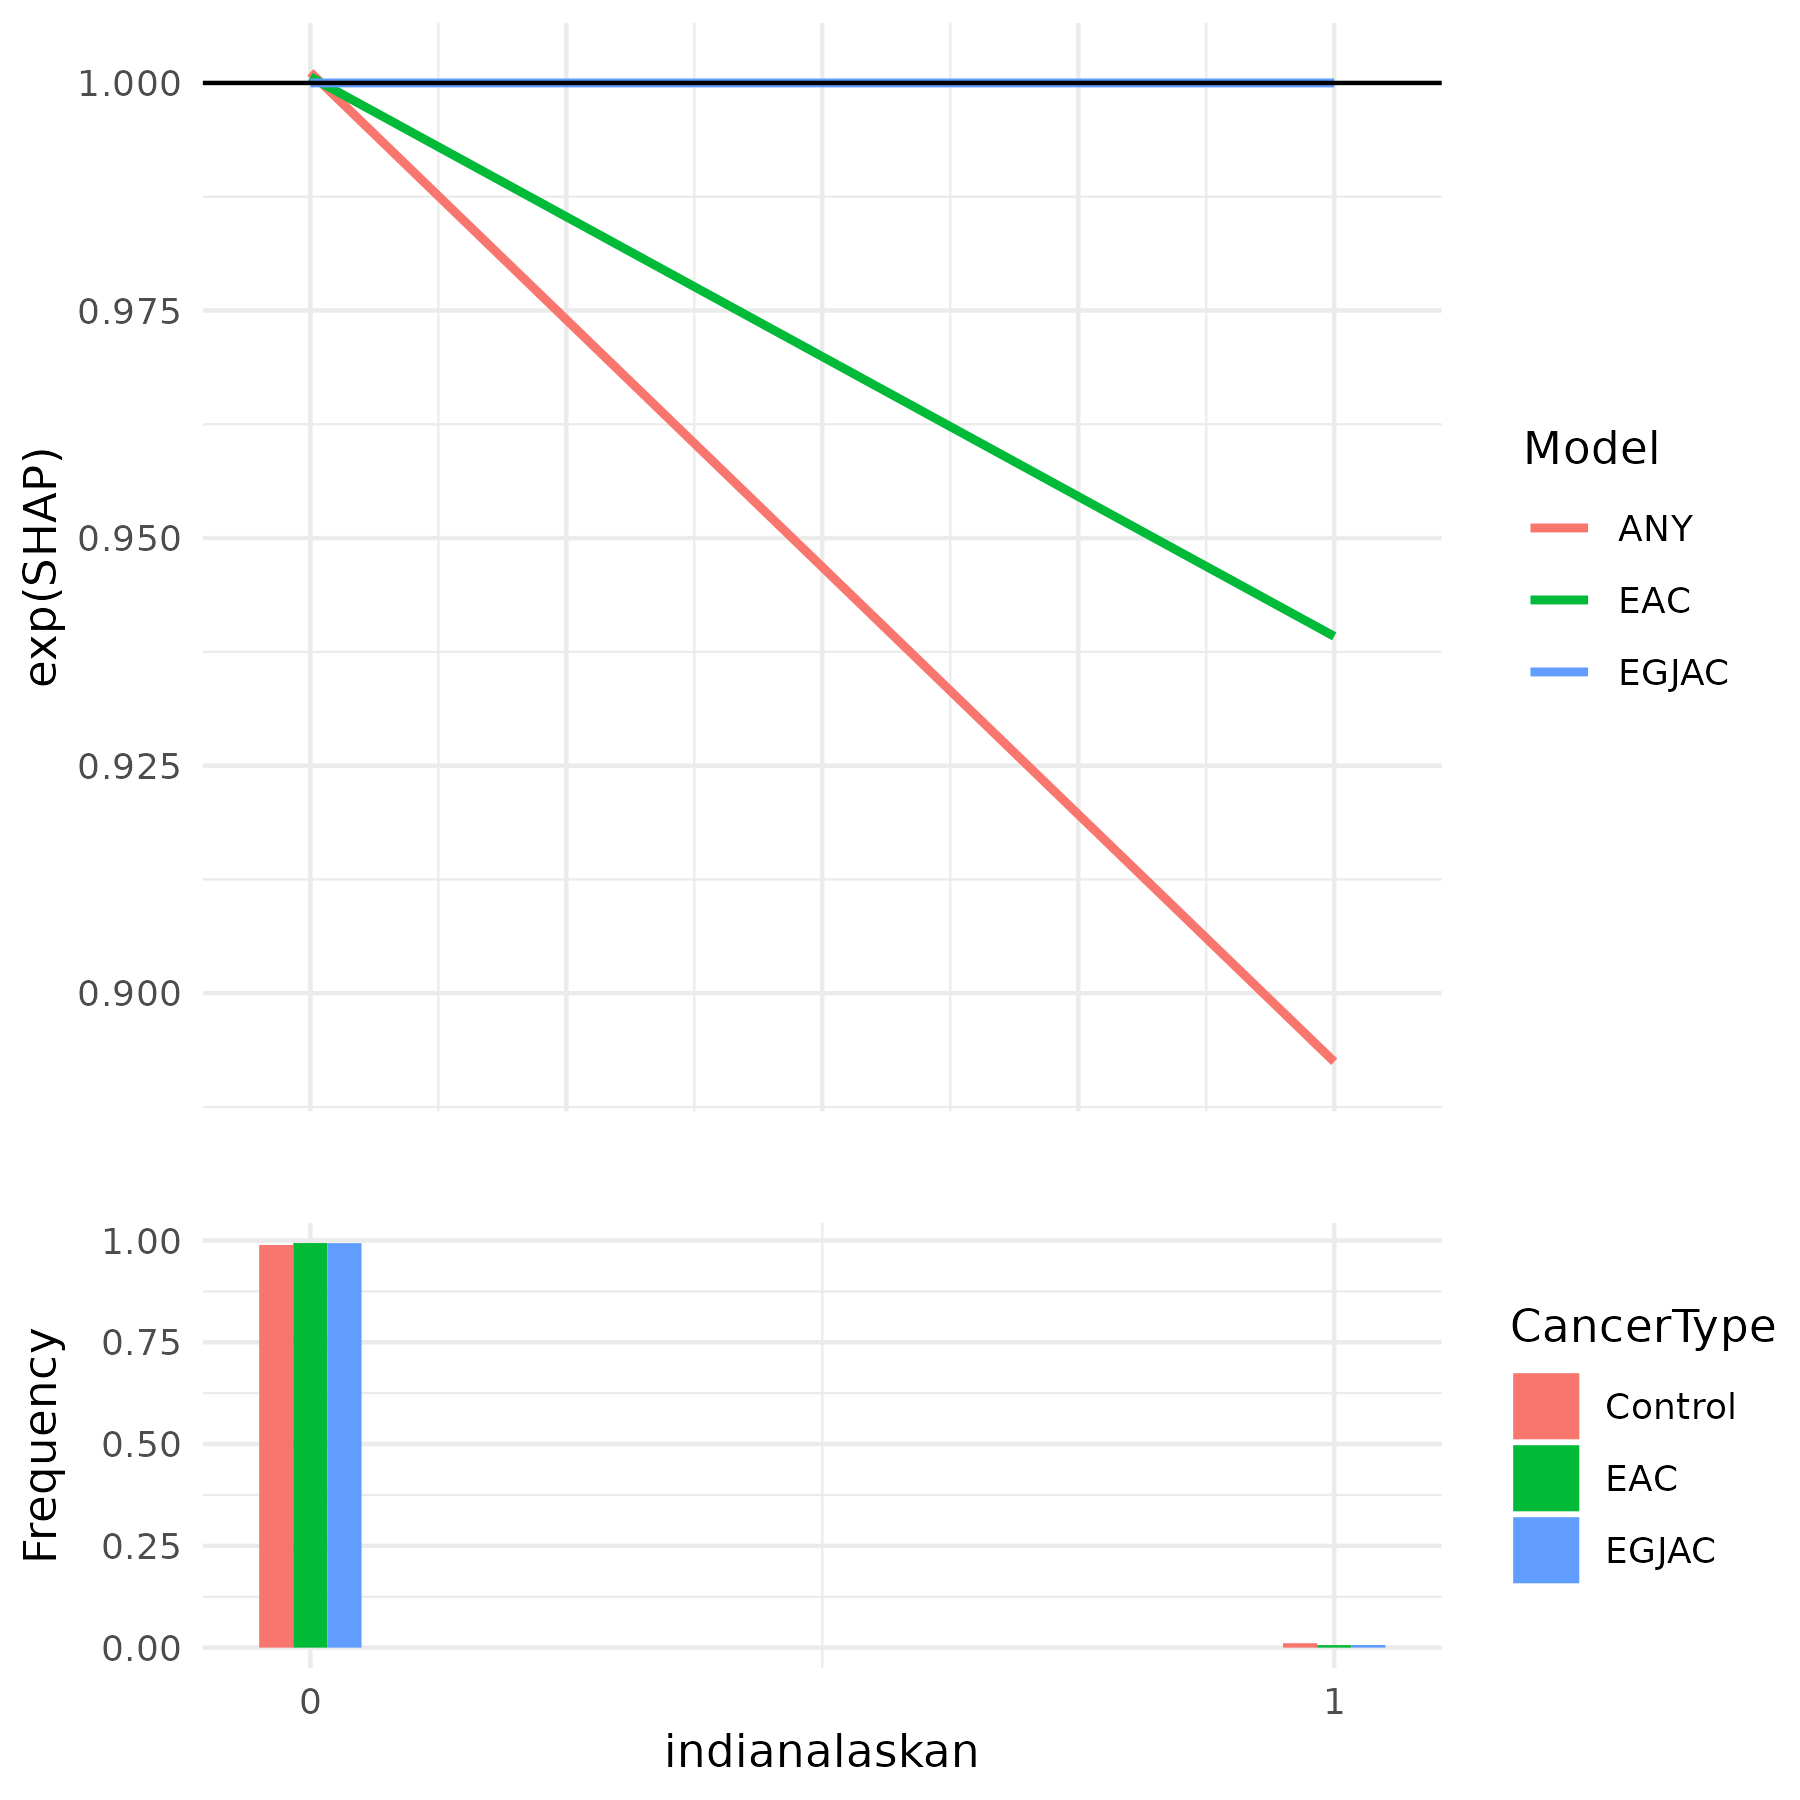 1.000
0.975
0.950
0.925
0.900
exp(SHAP)
Model
ANY
EAC
EGJAC
1.00
0.75
0.50
0.25
0.00
Frequency
0
1
indianalaskan
CancerType
Control
EAC
EGJAC